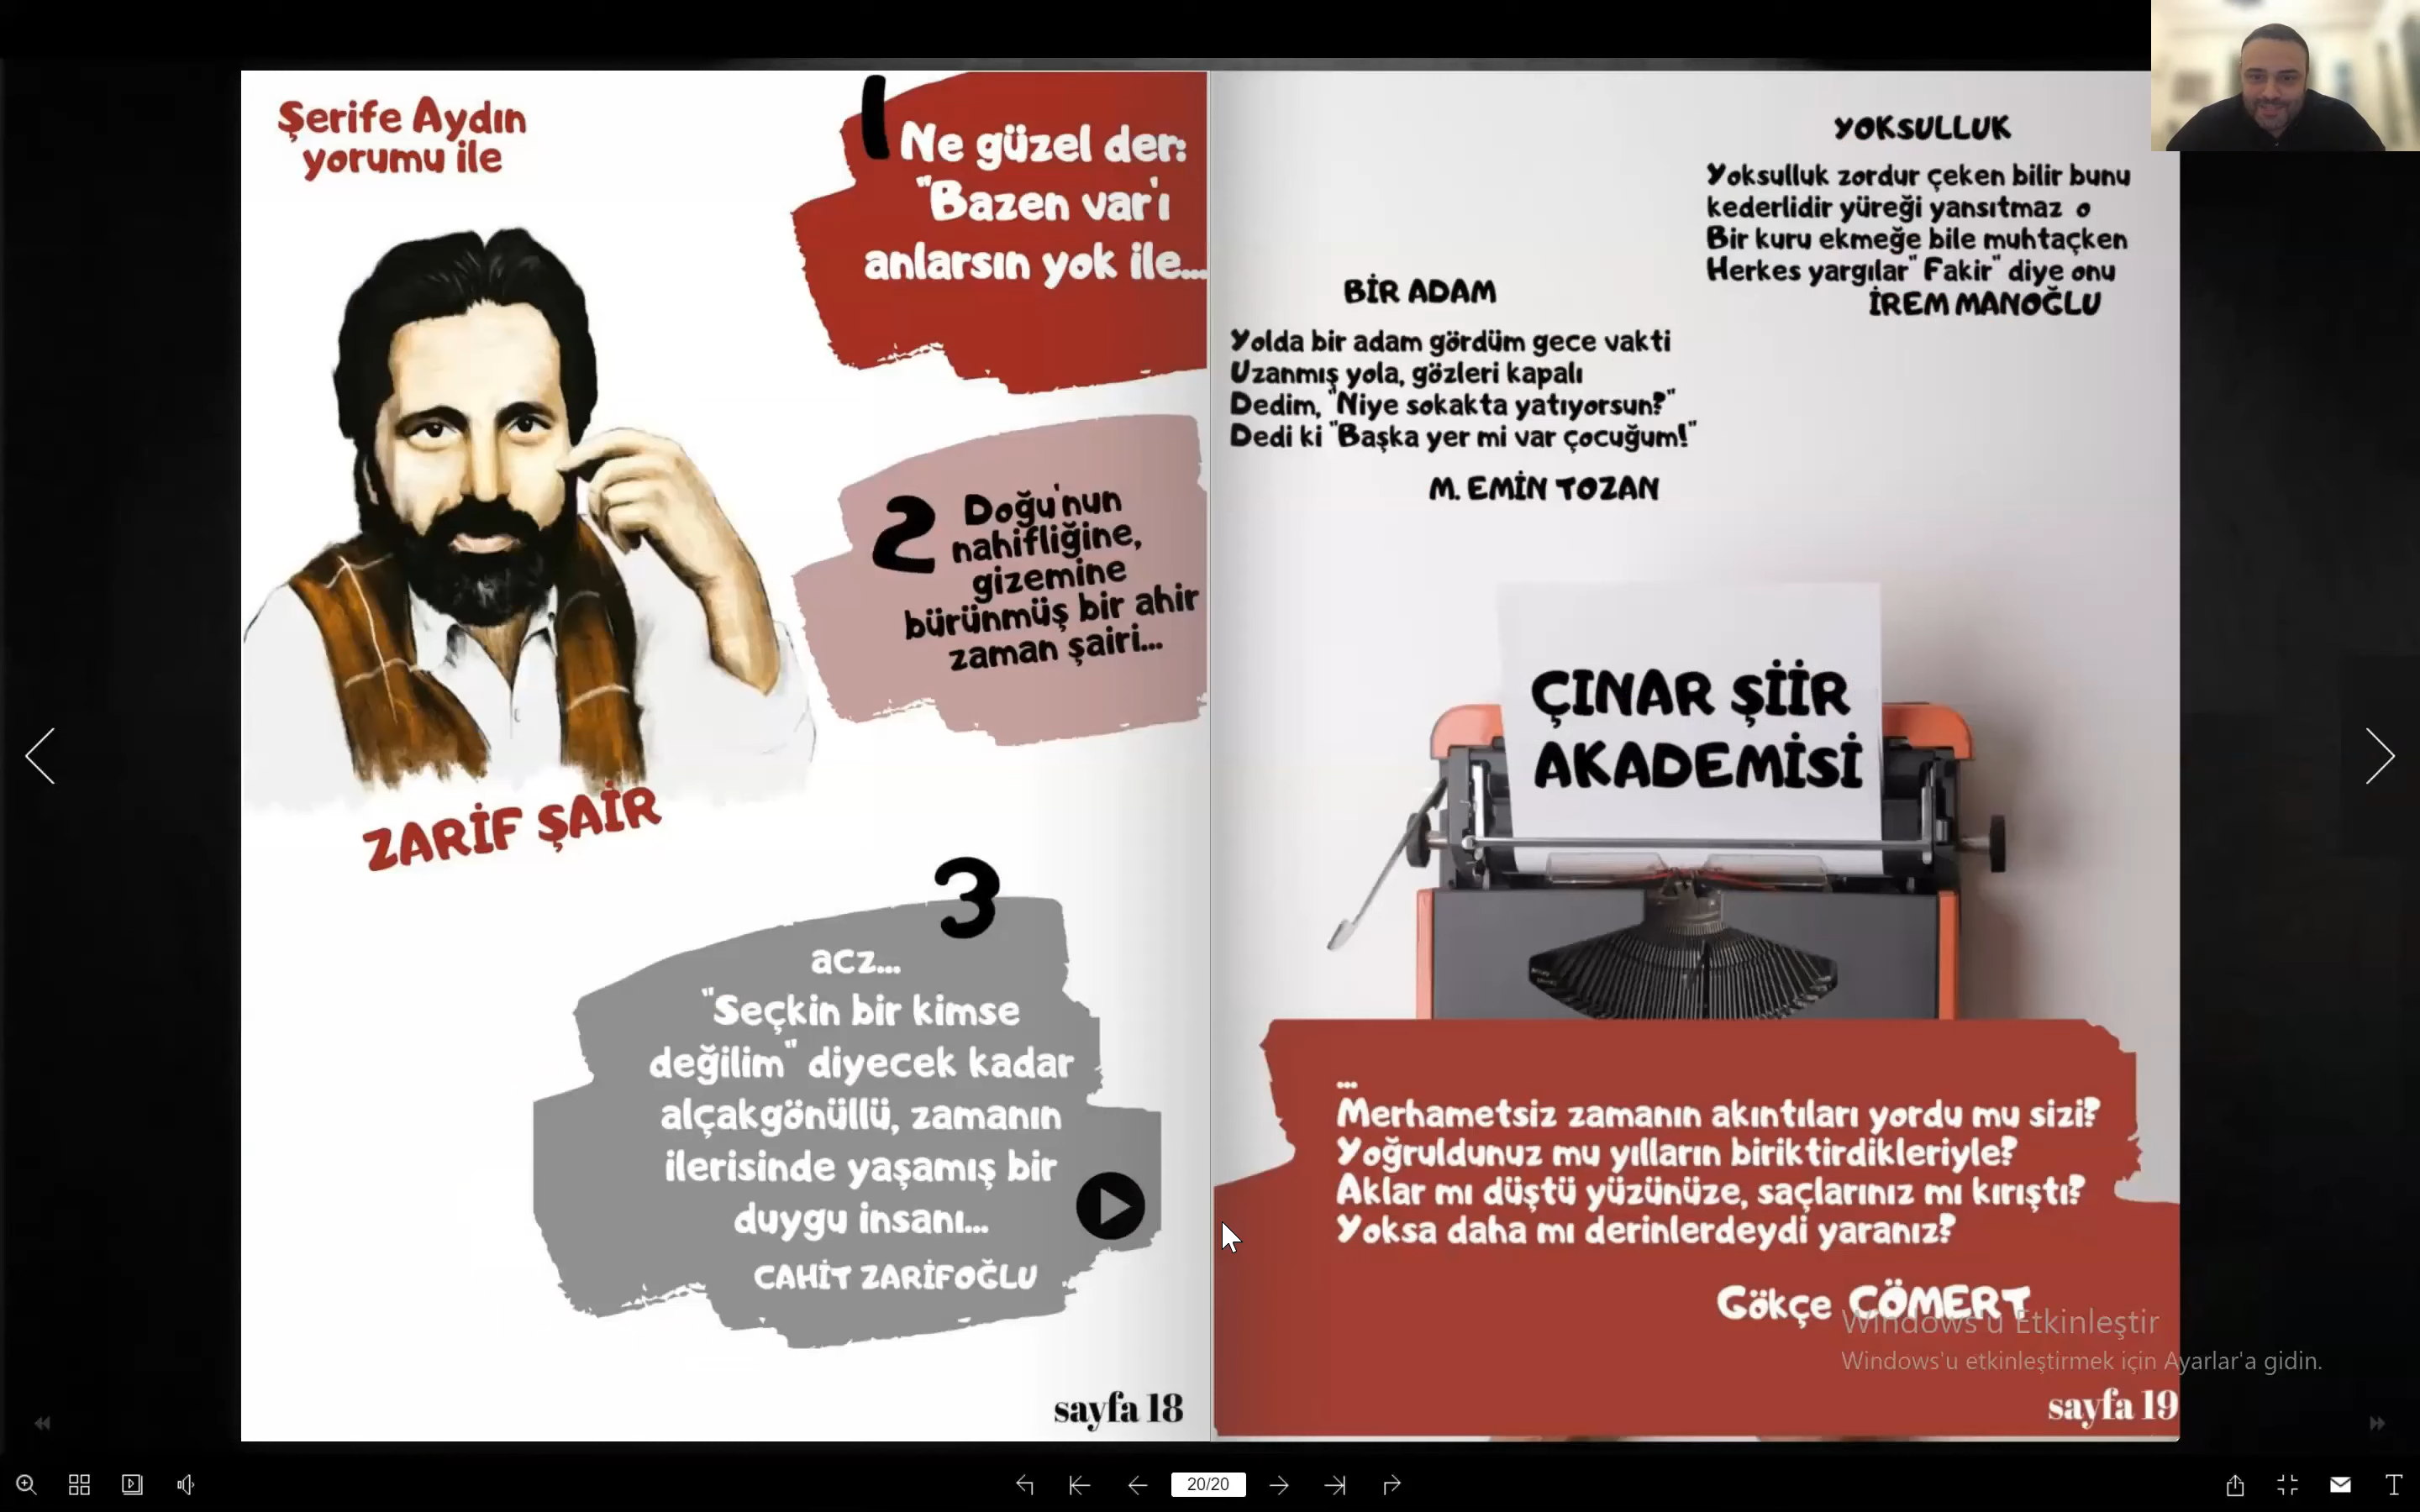 Şerife Aydın
yorumu ile
1
Ne güzel der:
"Bazen var'ı
anlarsın yok ile...
2
Doğu'nun
nahifliğine,
gizemine
bürünmüş bir ahir
zaman şairi...
ZARİF ŞAİR
3
acz...
"Seçkin bir kimse
değilim" diyecek kadar
alçakgönüllü, zamanın
ilerisinde yaşamış bir
duygu insanı...
CAHİT ZARİFOĞLU
sayfa 18
YOKSULLUK
Yoksulluk zordur çeken bilir bunu
kederlidir yüreği yansıtmaz o
Bir kuru ekmeğe bile muhtaçken
Herkes yargılar" Fakir" diye onu
İREM MANOĞLU
BİR ADAM
Yolda bir adam gördüm gece vakti
Uzanmış yola, gözleri kapalı
Dedim, "Niye sokakta yatıyorsun?"
Dedi ki "Başka yer mi var çocuğum!"
M. EMİN TOZAN
ÇINAR ŞİİR
AKADEMİSİ
...
Merhametsiz zamanın akıntıları yordu mu sizi?
Yoğruldunuz mu yılların biriktirdikleriyle?
Aklar mı düştü yüzünüze, saçlarınız mı kırıştı?
Yoksa daha mı derinlerdeydi yaranız?
Gökçe CÖMERT
Windows'u Etkinleştir
Windows'u etkinleştirmek için Ayarlar'a gidin.
sayfa 19
20/20